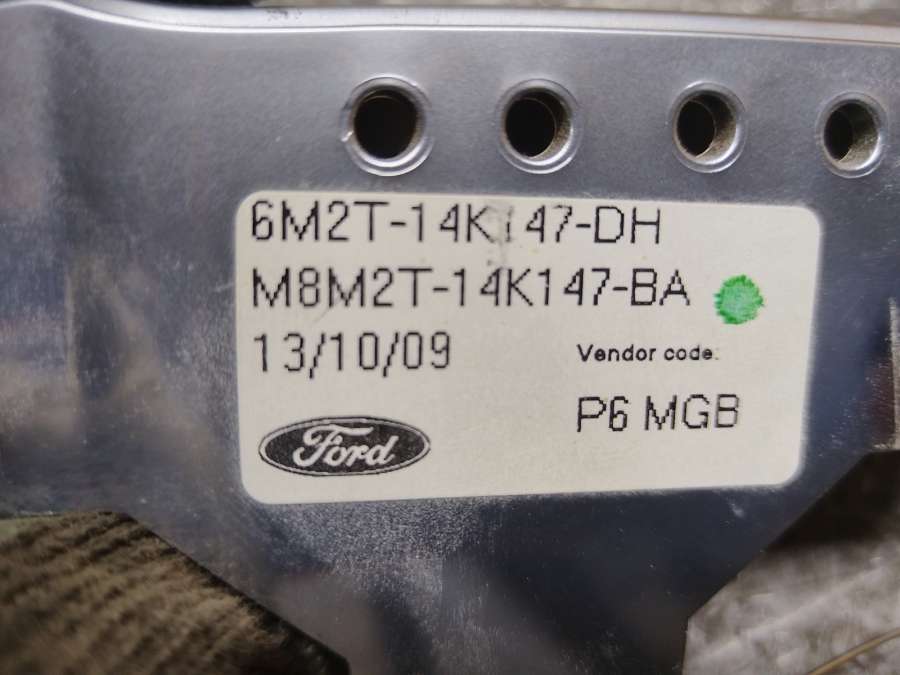 6M2T-14K147-DH
M8M2T-14K147-BA
13/10/09
Vendor code:
P6 MGB
Ford